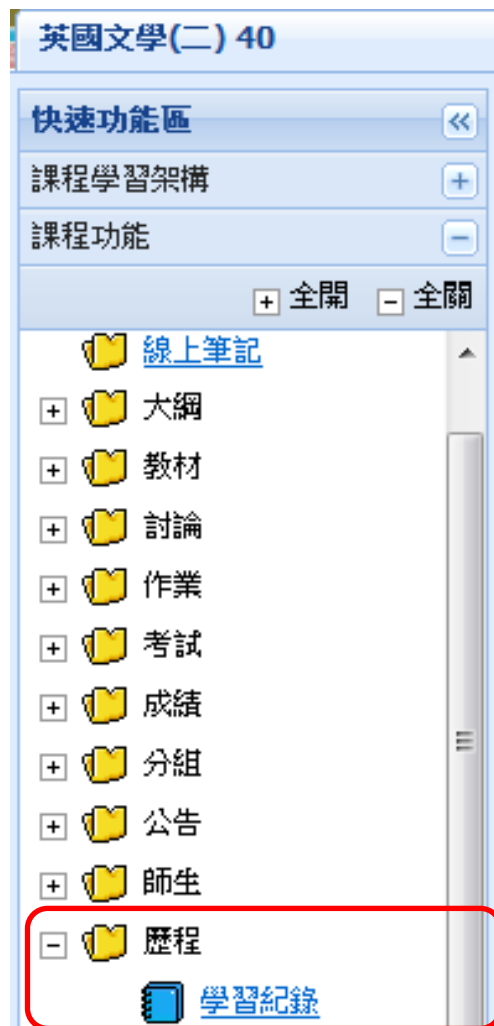 英國文學(二) 40
快速功能區
課程學習架構
課程功能
全開 全關
線上筆記
大綱
教材
討論
作業
考試
成績
分組
公告
師生
歷程
學習紀錄